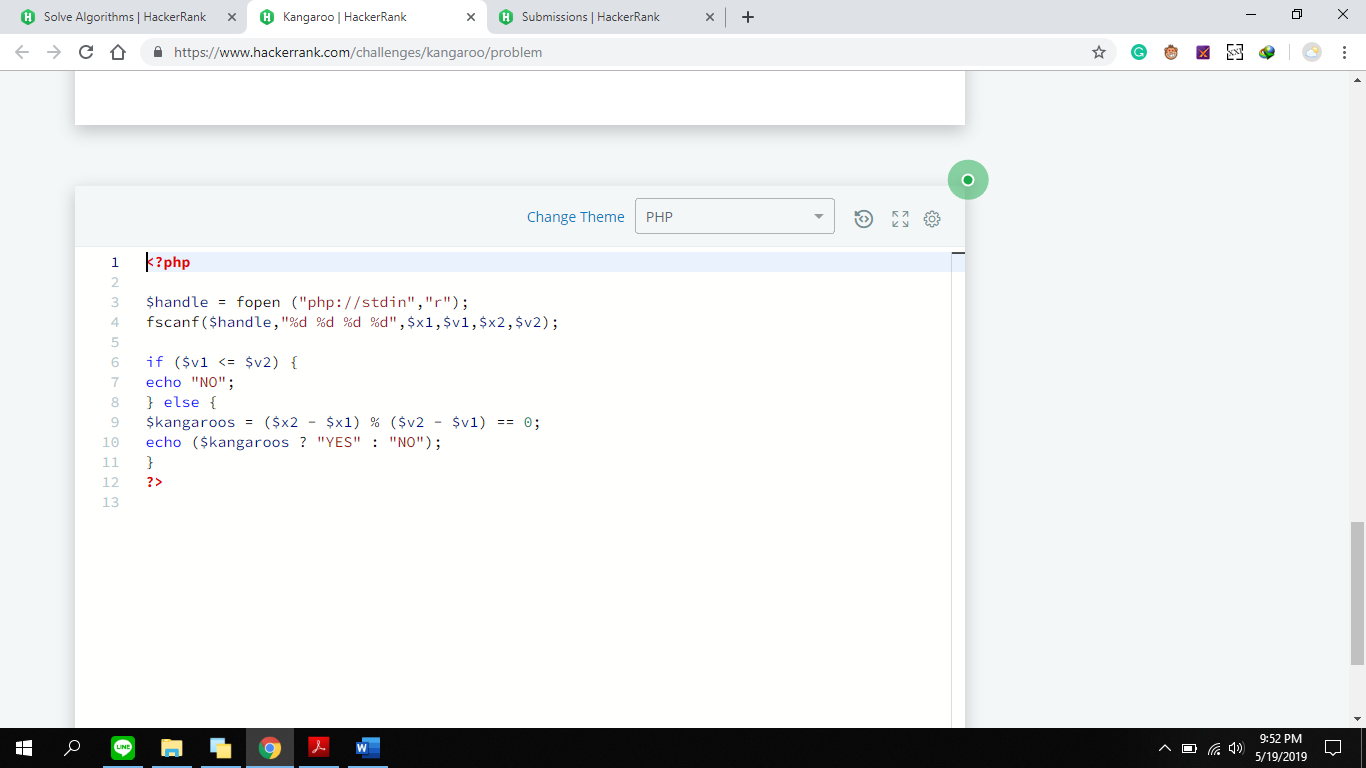 Solve Algorithms | HackerRank
Kangaroo | HackerRank
Submissions | HackerRank
https://www.hackerrank.com/challenges/kangaroo/problem
Change Theme
PHP
1 <?php
2
3 $handle = fopen ("php://stdin","r");
4 fscanf($handle,"%d %d %d %d",$x1,$v1,$x2,$v2);
5
6 if ($v1 <= $v2) {
7 echo "NO";
8 } else {
9 $kangaroos = ($x2 - $x1) % ($v2 - $v1) == 0;
10 echo ($kangaroos ? "YES" : "NO");
11 }
12 ?>
13
LINE
9:52 PM
5/19/2019